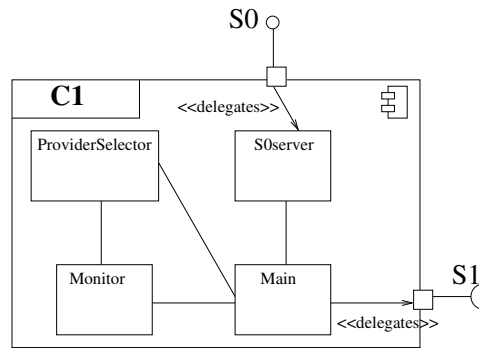 S0
C1
<<delegates>>
ProviderSelector
S0server
Monitor
Main
S1
<<delegates>>